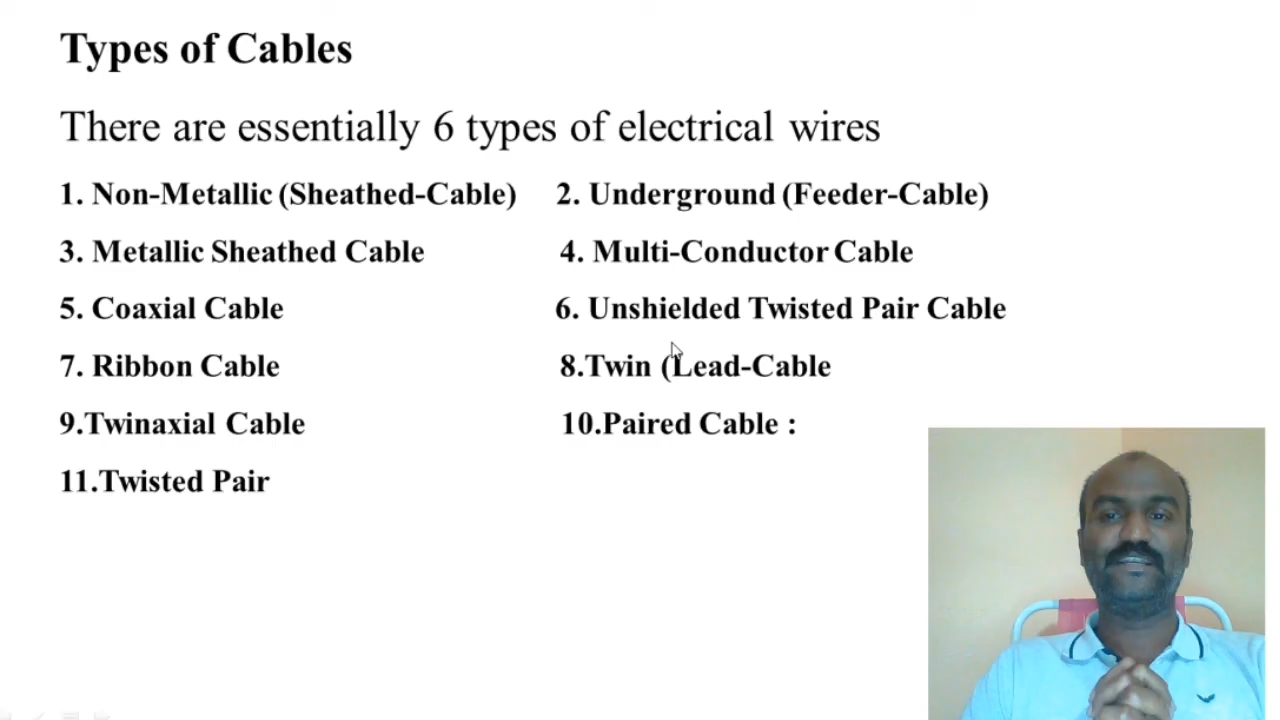 Types of Cables
There are essentially 6 types of electrical wires
1. Non-Metallic (Sheathed-Cable) 2. Underground (Feeder-Cable)
3. Metallic Sheathed Cable 4. Multi-Conductor Cable
5. Coaxial Cable 6. Unshielded Twisted Pair Cable
7. Ribbon Cable 8.Twin (Lead-Cable
9.Twinaxial Cable 10.Paired Cable :
11.Twisted Pair